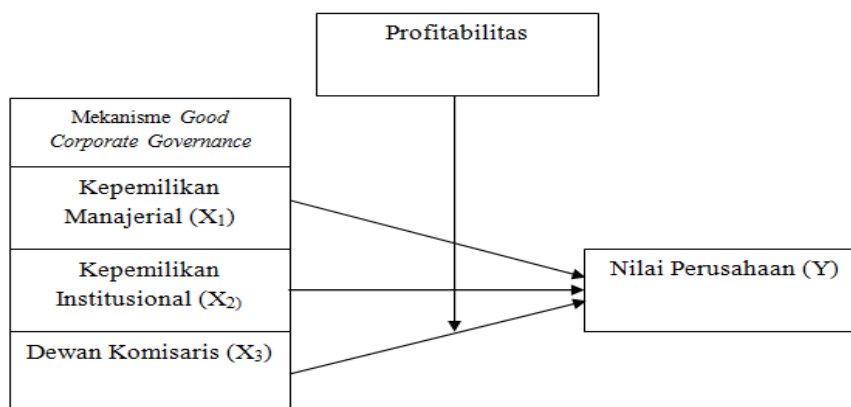 Profitabilitas
Mekanisme Good
Corporate Governance
Kepemilikan
Manajerial (X₁)
Kepemilikan
Institusional (X₂)
Dewan Komisaris (X₃)
Nilai Perusahaan (Y)